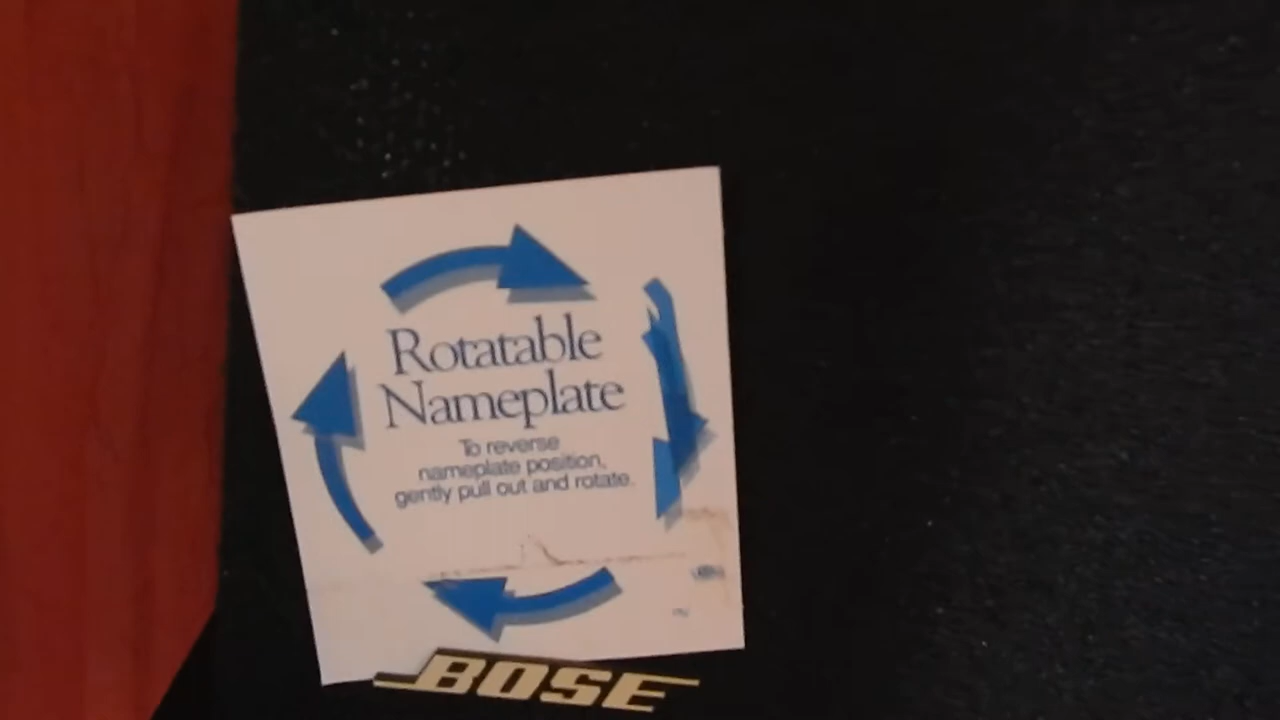 Rotatable
Nameplate
To reverse
nameplate position,
gently pull out and rotate.
BOSE